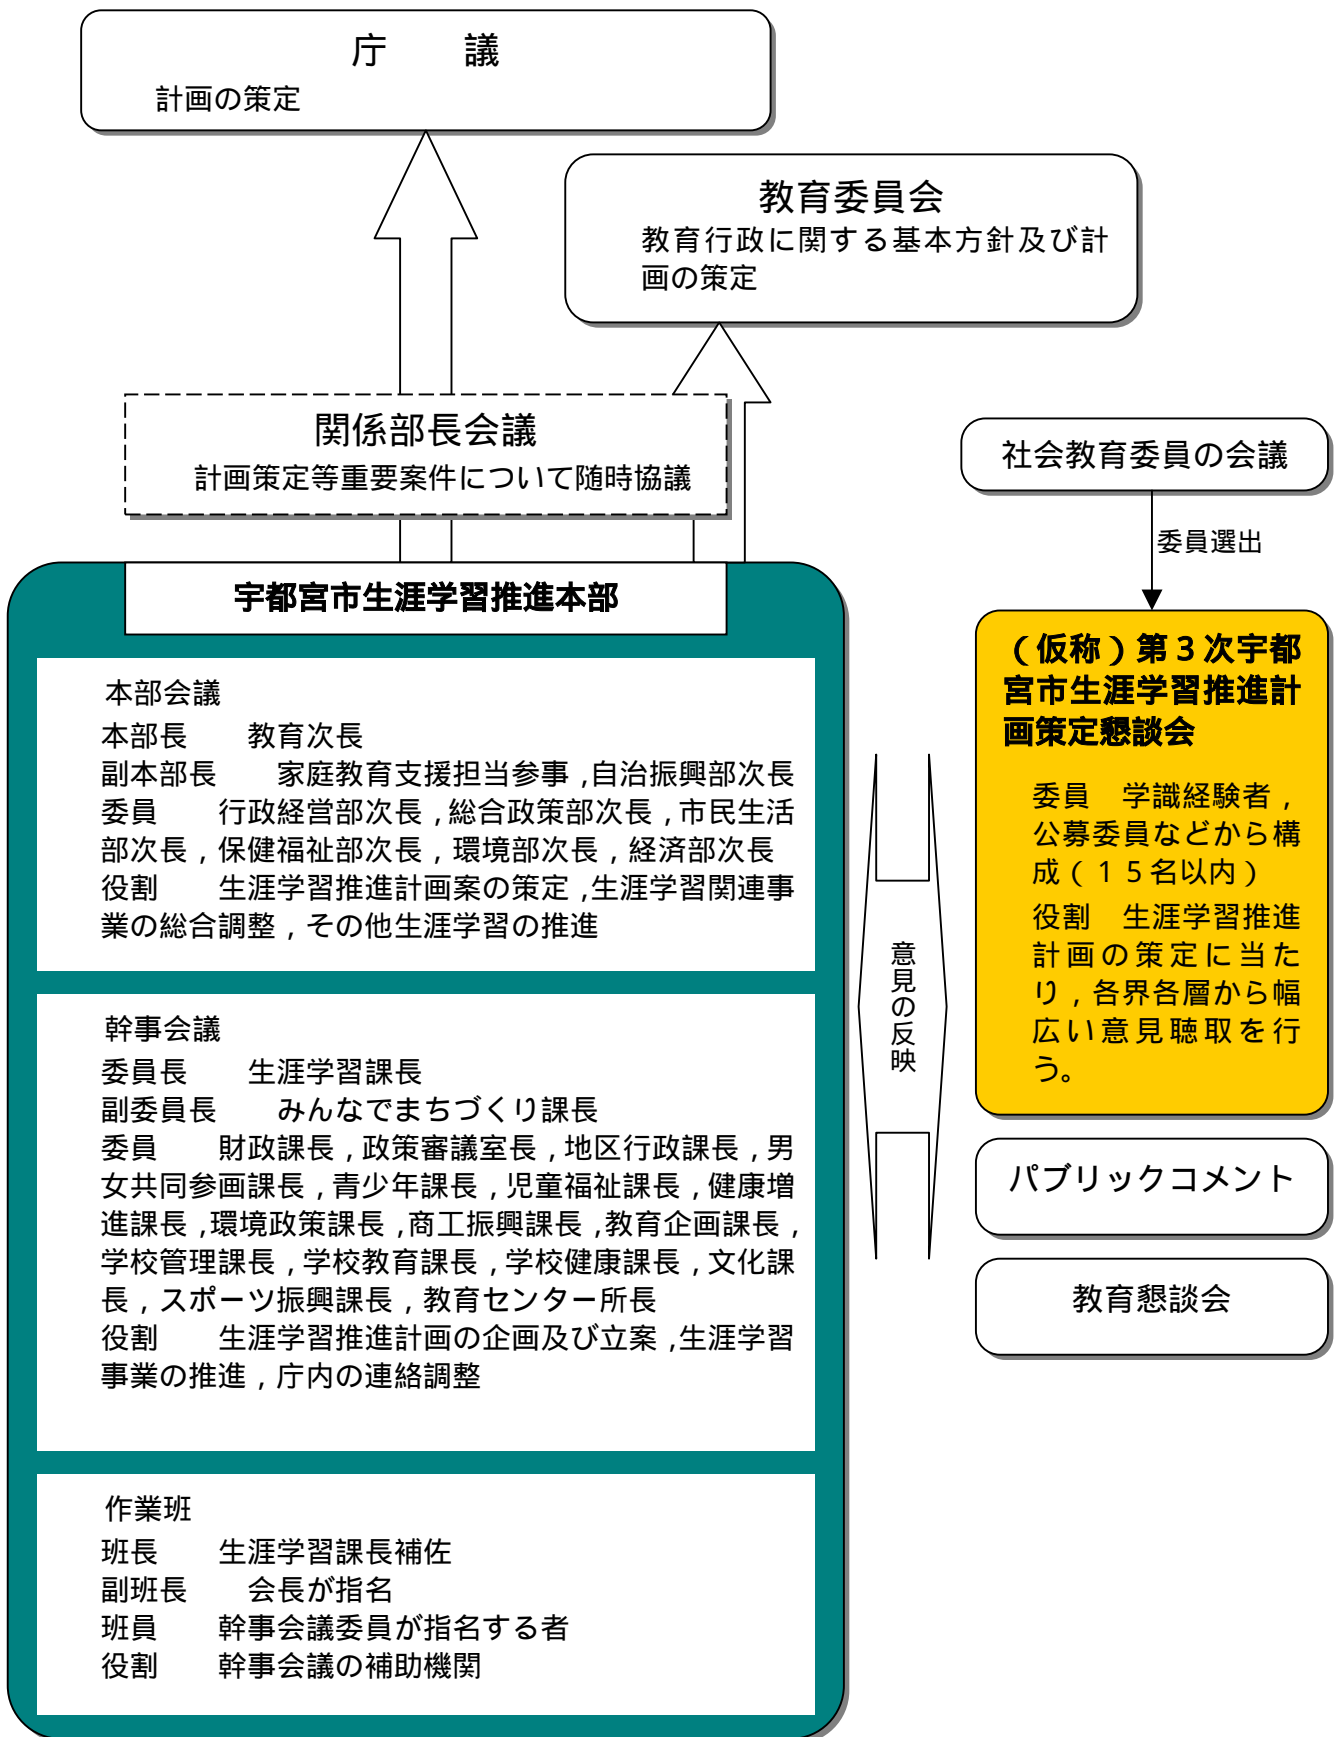 庁　　議
計画の策定
教育委員会
教育行政に関する基本方針及び計
画の策定
関係部長会議
計画策定等重要案件について随時協議
社会教育委員の会議
委員選出
宇都宮市生涯学習推進本部
本部会議
本部長　　教育次長
副本部長　　家庭教育支援担当参事，自治振興部次長
委員　　行政経営部次長，総合政策部次長，市民生活
部次長，保健福祉部次長，環境部次長，経済部次長
役割　　生涯学習推進計画案の策定，生涯学習関連事
業の総合調整，その他生涯学習の推進
幹事会議
委員長　　生涯学習課長
副委員長　　みんなでまちづくり課長
委員　　財政課長，政策審議室長，地区行政課長，男
女共同参画課長，青少年課長，児童福祉課長，健康増
進課長，環境政策課長，商工振興課長，教育企画課長，
学校管理課長，学校教育課長，学校健康課長，文化課
長，スポーツ振興課長，教育センター所長
役割　　生涯学習推進計画の企画及び立案，生涯学習
事業の推進，庁内の連絡調整
作業班
班長　　生涯学習課長補佐
副班長　　会長が指名
班員　　幹事会議委員が指名する者
役割　　幹事会議の補助機関
意見の反映
（仮称）第３次宇都
宮市生涯学習推進計
画策定懇談会
委員　学識経験者，
公募委員などから構
成（１５名以内）
役割　生涯学習推進
計画の策定に当た
り，各界各層から幅
広い意見聴取を行
う。
パブリックコメント
教育懇談会